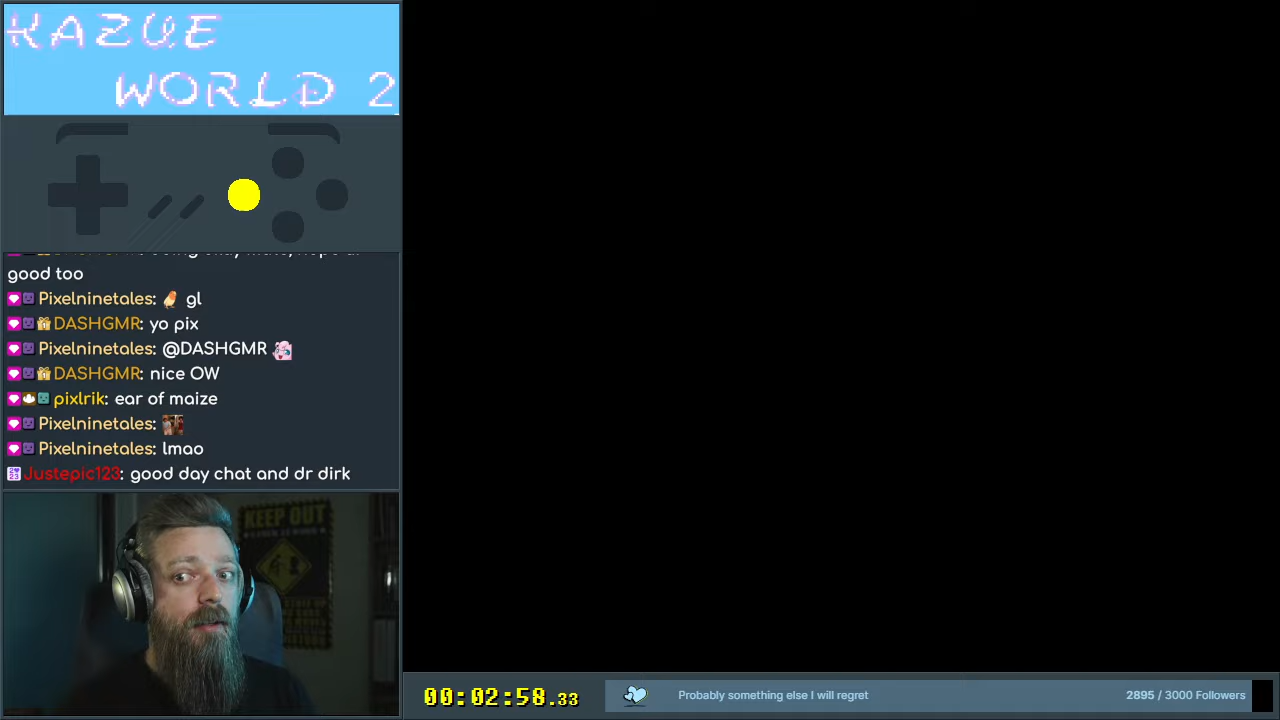 KAZUE
WORLD 2
good too
Pixelninetales: gl
DASHGMR: yo pix
Pixelninetales: @DASHGMR
DASHGMR: nice OW
pixlrik: ear of maize
Pixelninetales:
Pixelninetales: lmao
Justepic123: good day chat and dr dirk
KEEP OUT
00:02:58.33
Probably something else I will regret
2895 / 3000 Followers